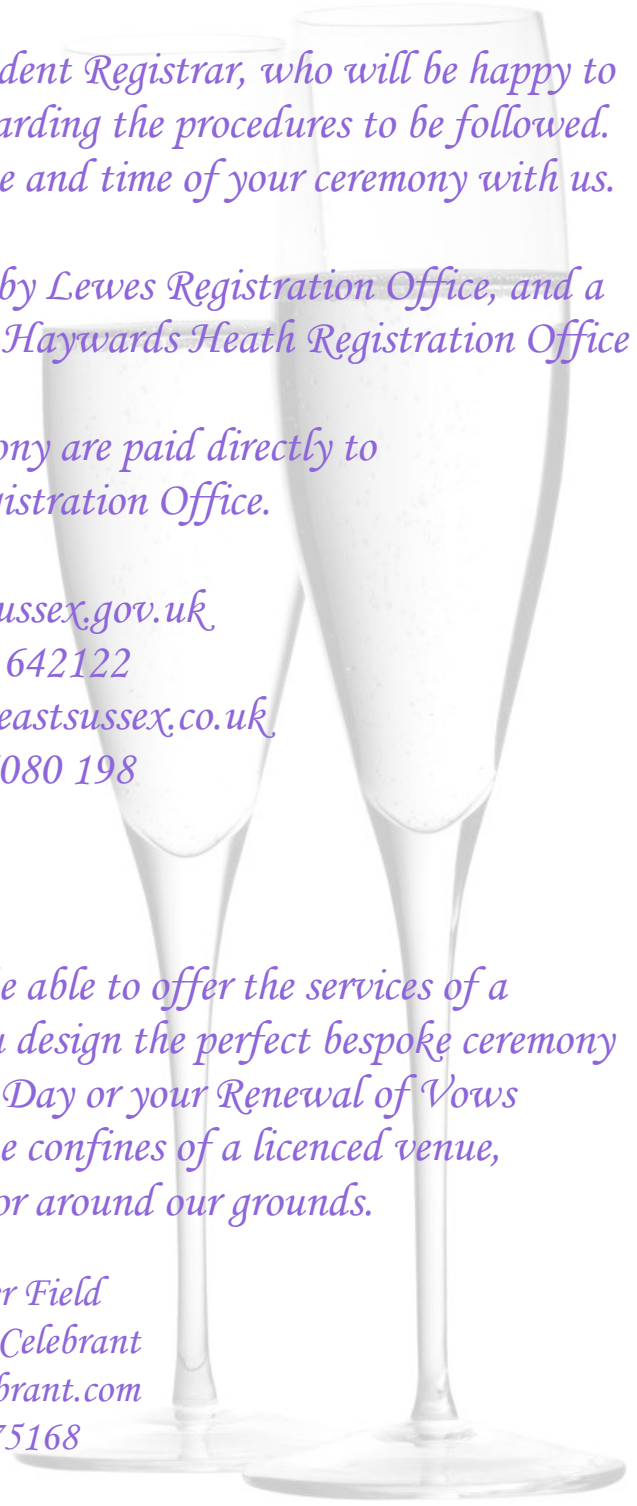 dent Registrar, who will be happy to
arding the procedures to be followed.
e and time of your ceremony with us.
by Lewes Registration Office, and a
Haywards Heath Registration Office
ony are paid directly to
gistration Office.
ussex.gov.uk
642122
eastsussex.co.uk
080 198
e able to offer the services of a
u design the perfect bespoke ceremony
Day or your Renewal of Vows
e confines of a licenced venue,
or around our grounds.
er Field
Celebrant
brant.com
75168